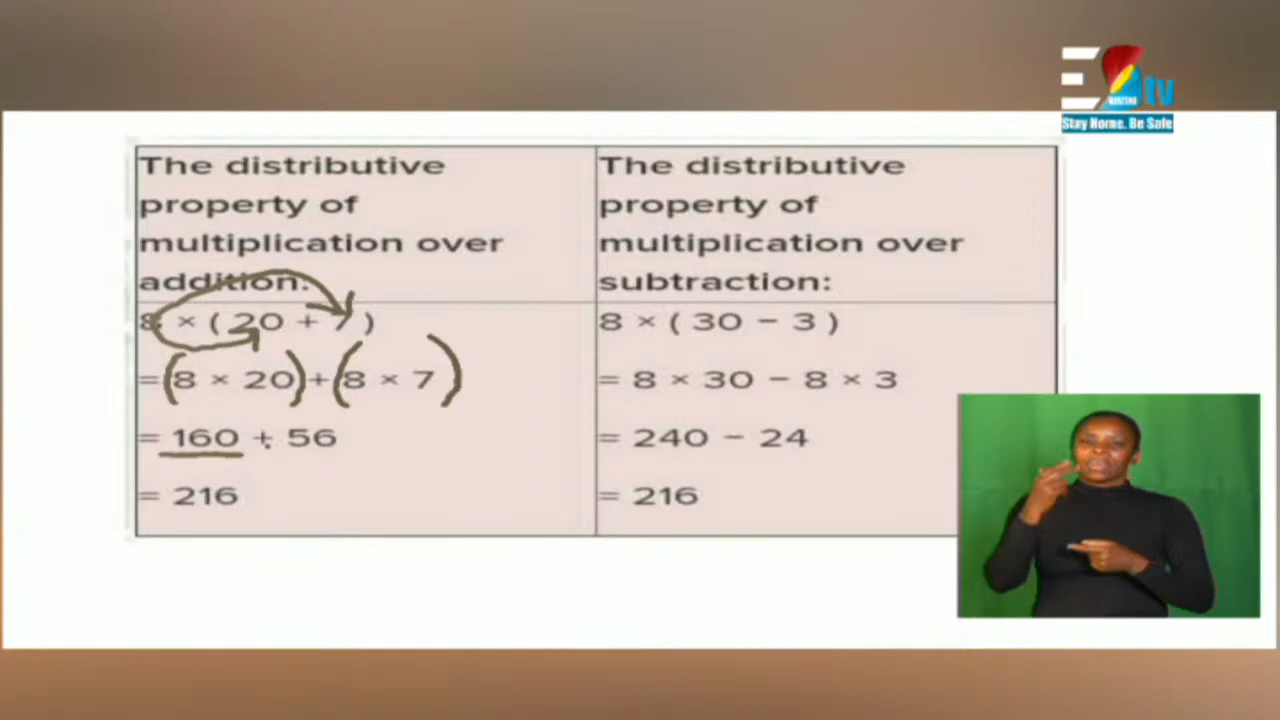 E tv
Stay Home. Be Safe
The distributive
property of
multiplication over
addition:
8 × ( 20 + 7 )
= (8 × 20) + (8 × 7)
= 160 + 56
= 216
The distributive
property of
multiplication over
subtraction:
8 × ( 30 − 3 )
= 8 × 30 − 8 × 3
= 240 − 24
= 216